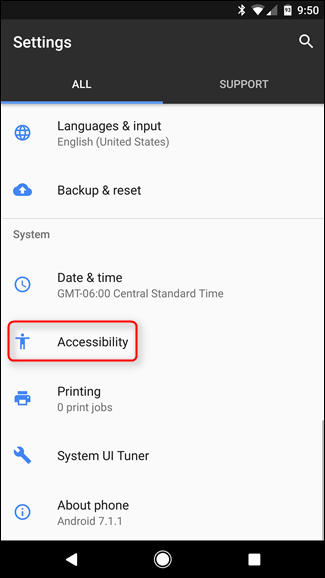 9:50
Settings
ALL SUPPORT
Languages & input
English (United States)
Backup & reset
System
Date & time
GMT-06:00 Central Standard Time
Accessibility
Printing
0 print jobs
System UI Tuner
About phone
Android 7.1.1